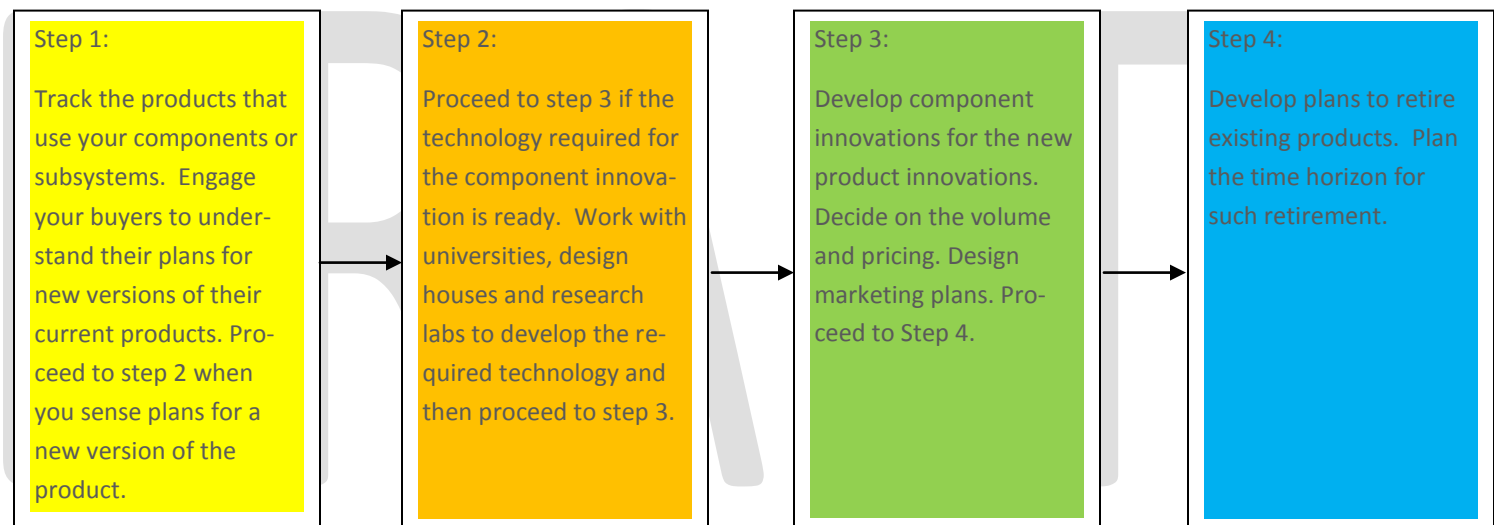 Step 1:
Track the products that
use your components or
subsystems.  Engage
your buyers to under-
stand their plans for
new versions of their
current products. Pro-
ceed to step 2 when
you sense plans for a
new version of the
product.
Step 2:
Proceed to step 3 if the
technology required for
the component innova-
tion is ready.  Work with
universities, design
houses and research
labs to develop the re-
quired technology and
then proceed to step 3.
Step 3:
Develop component
innovations for the new
product innovations.
Decide on the volume
and pricing. Design
marketing plans. Pro-
ceed to Step 4.
Step 4:
Develop plans to retire
existing products.  Plan
the time horizon for
such retirement.